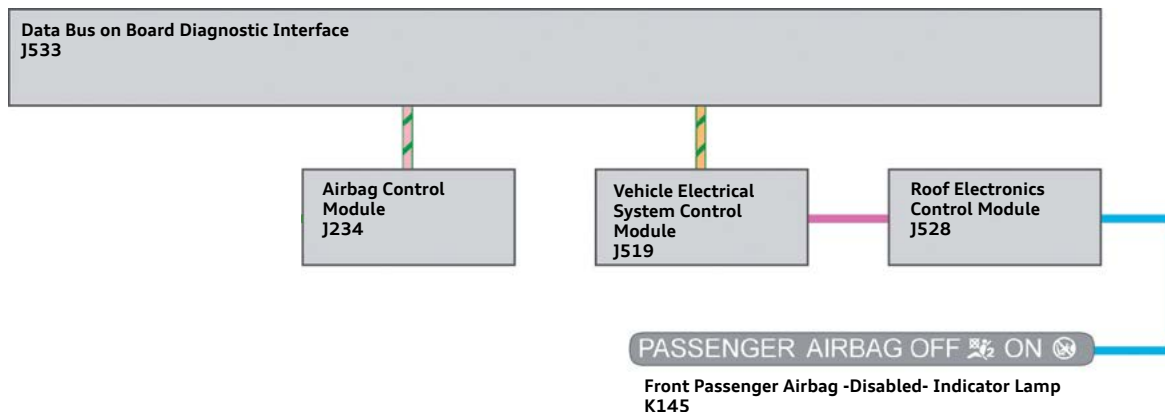 Data Bus on Board Diagnostic Interface
J533
Airbag Control
Module
J234
Vehicle Electrical
System Control
Module
J519
Roof Electronics
Control Module
J528
PASSENGER AIRBAG OFF 2 ON
Front Passenger Airbag -Disabled- Indicator Lamp
K145